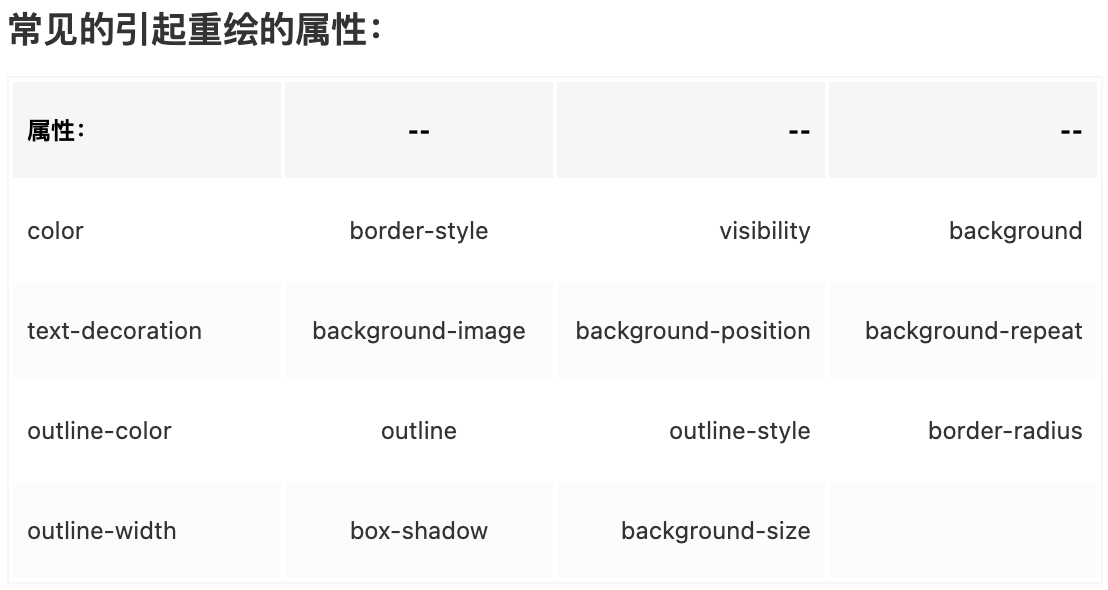 常见的引起重绘的属性：
属性： -- -- --
color border-style visibility background
text-decoration background-image background-position background-repeat
outline-color outline outline-style border-radius
outline-width box-shadow background-size